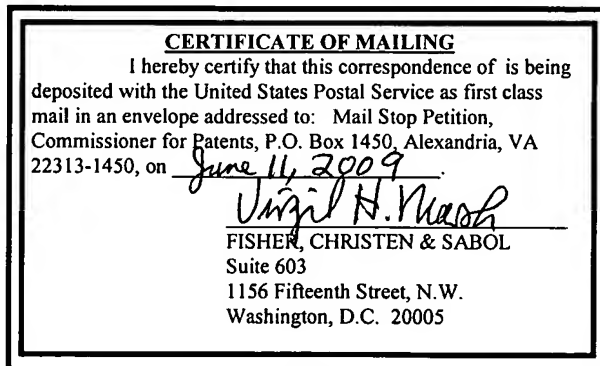 CERTIFICATE OF MAILING
I hereby certify that this correspondence of is being
deposited with the United States Postal Service as first class
mail in an envelope addressed to: Mail Stop Petition,
Commissioner for Patents, P.O. Box 1450, Alexandria, VA
22313-1450, on June 11, 2009.
Virgil H. Marsh
FISHER, CHRISTEN & SABOL
Suite 603
1156 Fifteenth Street, N.W.
Washington, D.C. 20005